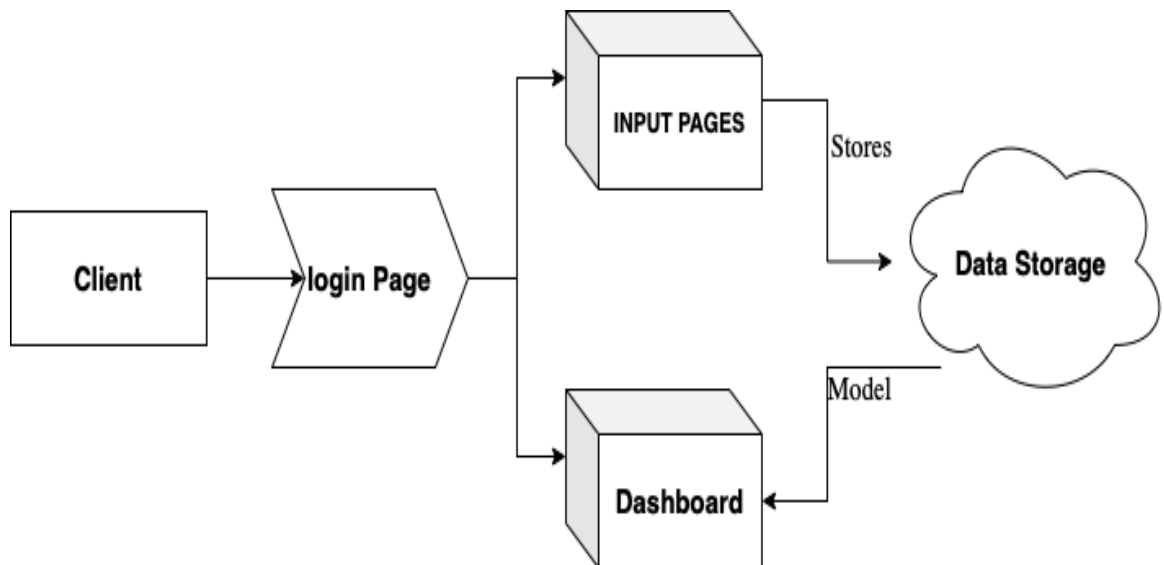 INPUT PAGES
Stores
Client
login Page
Data Storage
Model
Dashboard